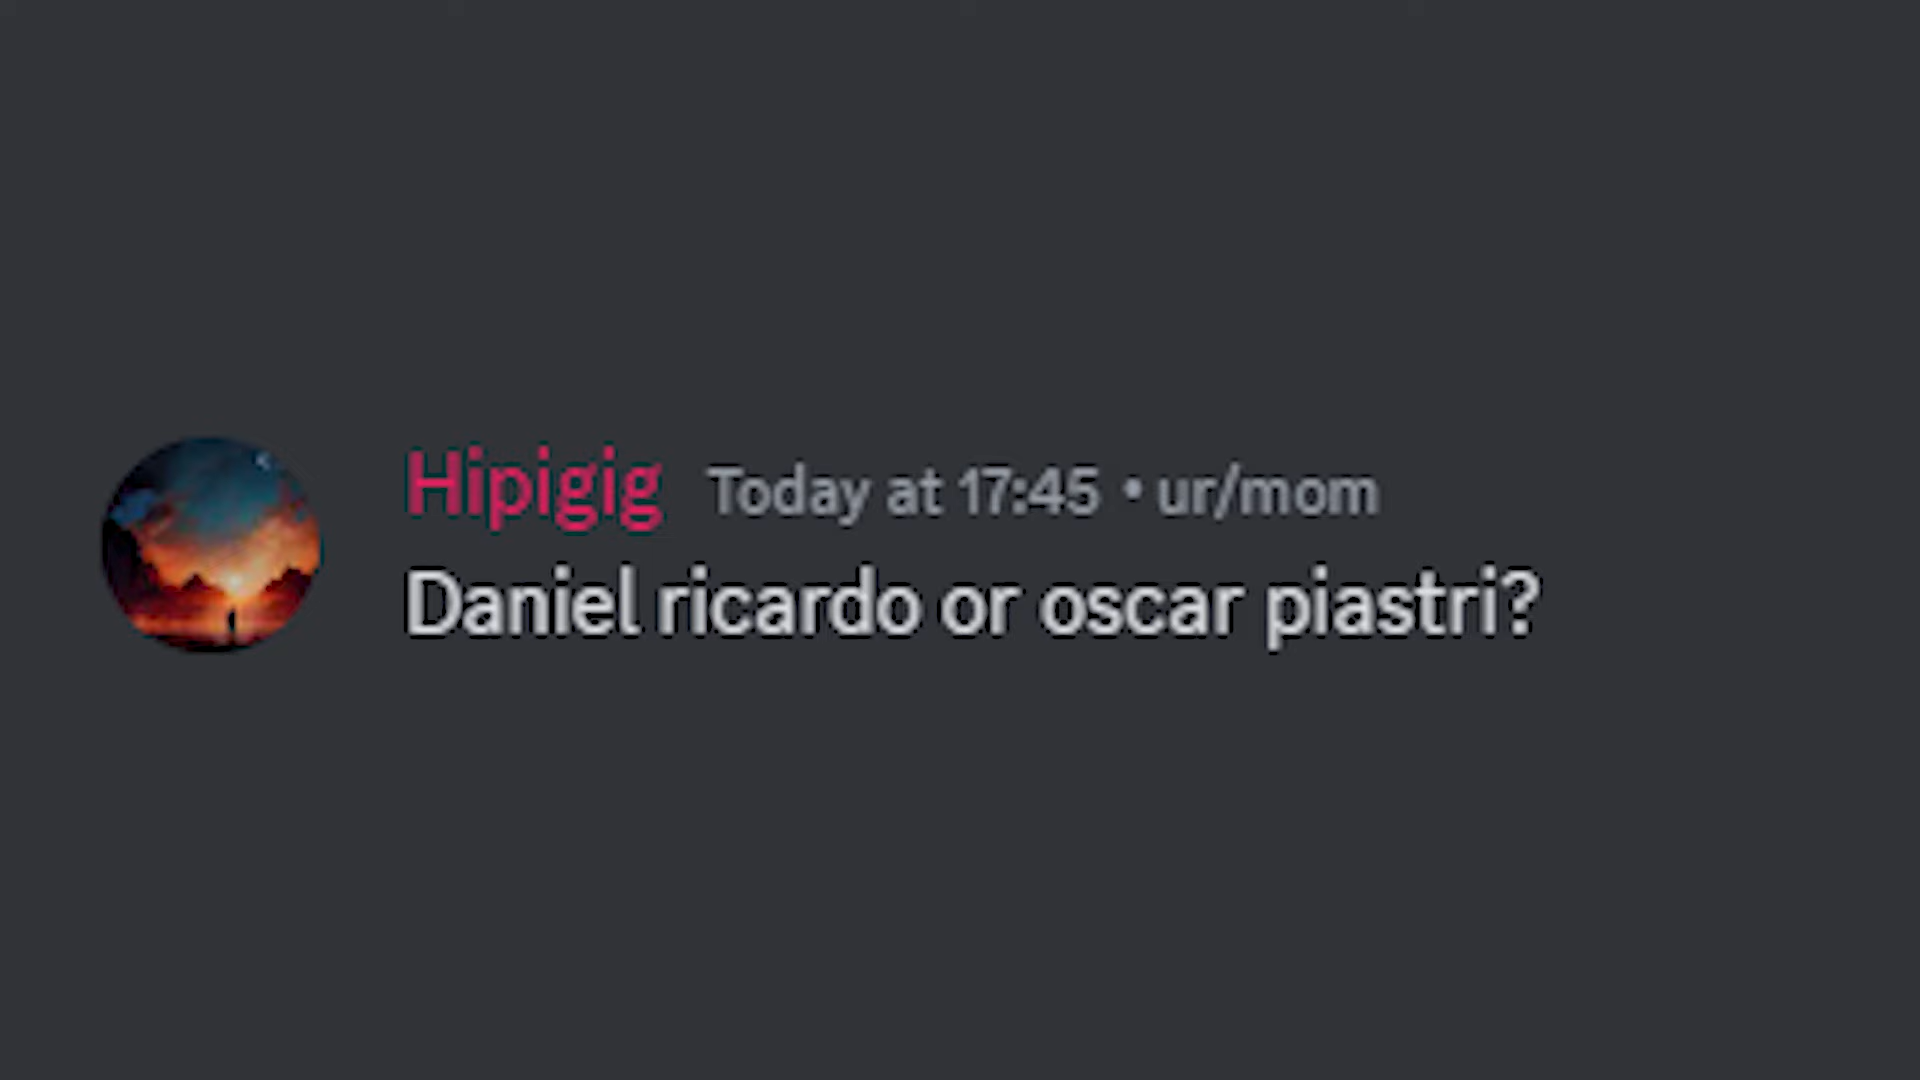 Hipigig Today at 17:45 • ur/mom
Daniel ricardo or oscar piastri?